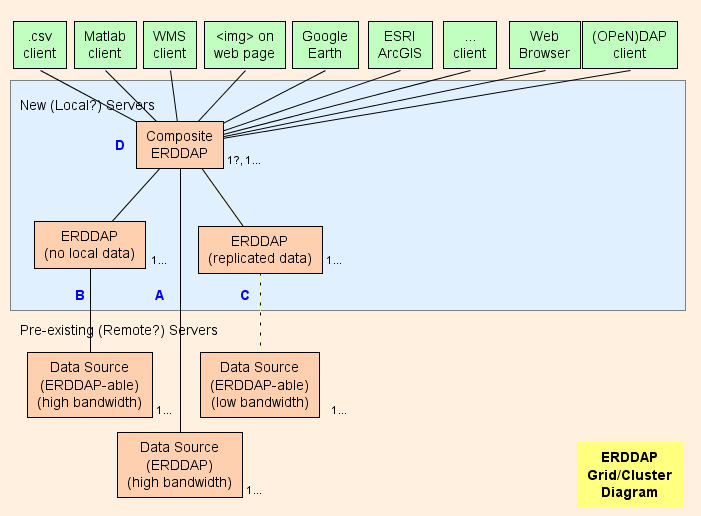 .csv
client
Matlab
client
WMS
client
<img> on
web page
Google
Earth
ESRI
ArcGIS
...
client
Web
Browser
(OPeN)DAP
client
New (Local?) Servers
D
Composite
ERDDAP
1?, 1...
ERDDAP
(no local data)
1...
ERDDAP
(replicated data)
1...
B
A
C
Pre-existing (Remote?) Servers
Data Source
(ERDDAP-able)
(high bandwidth)
1...
Data Source
(ERDDAP-able)
(low bandwidth)
1...
Data Source
(ERDDAP)
(high bandwidth)
1...
ERDDAP
Grid/Cluster
Diagram